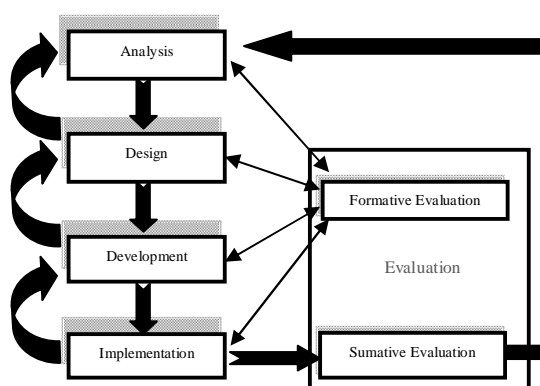 Analysis
Design
Formative Evaluation
Development
Evaluation
Implementation
Sumative Evaluation